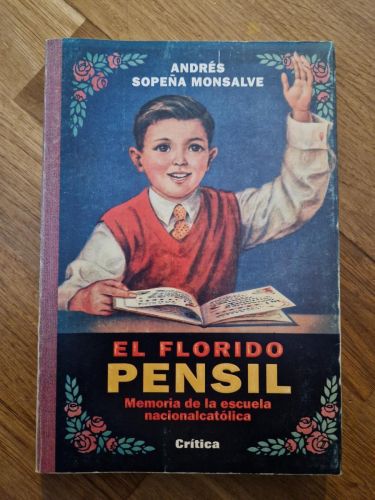 ANDRÉS
SOPEÑA MONSALVE
EL FLORIDO
PENSIL
Memoria de la escuela
nacionalcatólica
Crítica